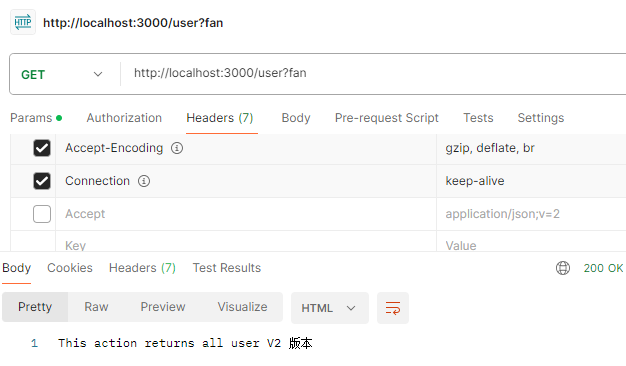 HTTP http://localhost:3000/user?fan
GET http://localhost:3000/user?fan
Params Authorization Headers (7) Body Pre-request Script Tests Settings
Accept-Encoding gzip, deflate, br
Connection keep-alive
Accept application/json;v=2
Key Value
Body Cookies Headers (7) Test Results 200 OK
Pretty Raw Preview Visualize HTML
1 This action returns all user V2 版本